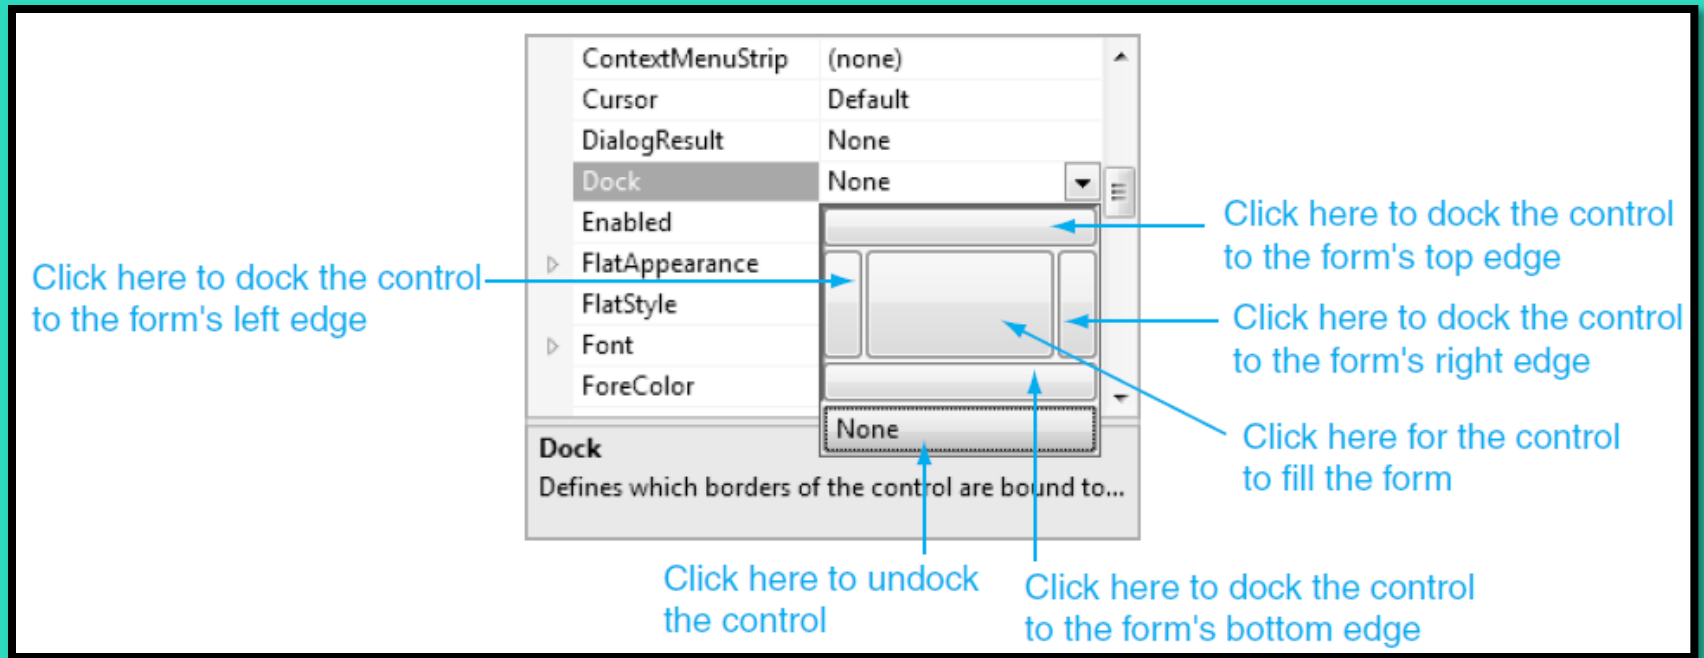 ContextMenuStrip (none)
Cursor Default
DialogResult None
Dock None
Enabled
FlatAppearance
FlatStyle
Font
ForeColor
None
Dock
Defines which borders of the control are bound to...
Click here to dock the control
to the form's left edge
Click here to dock the control
to the form's top edge
Click here to dock the control
to the form's right edge
Click here for the control
to fill the form
Click here to undock
the control
Click here to dock the control
to the form's bottom edge